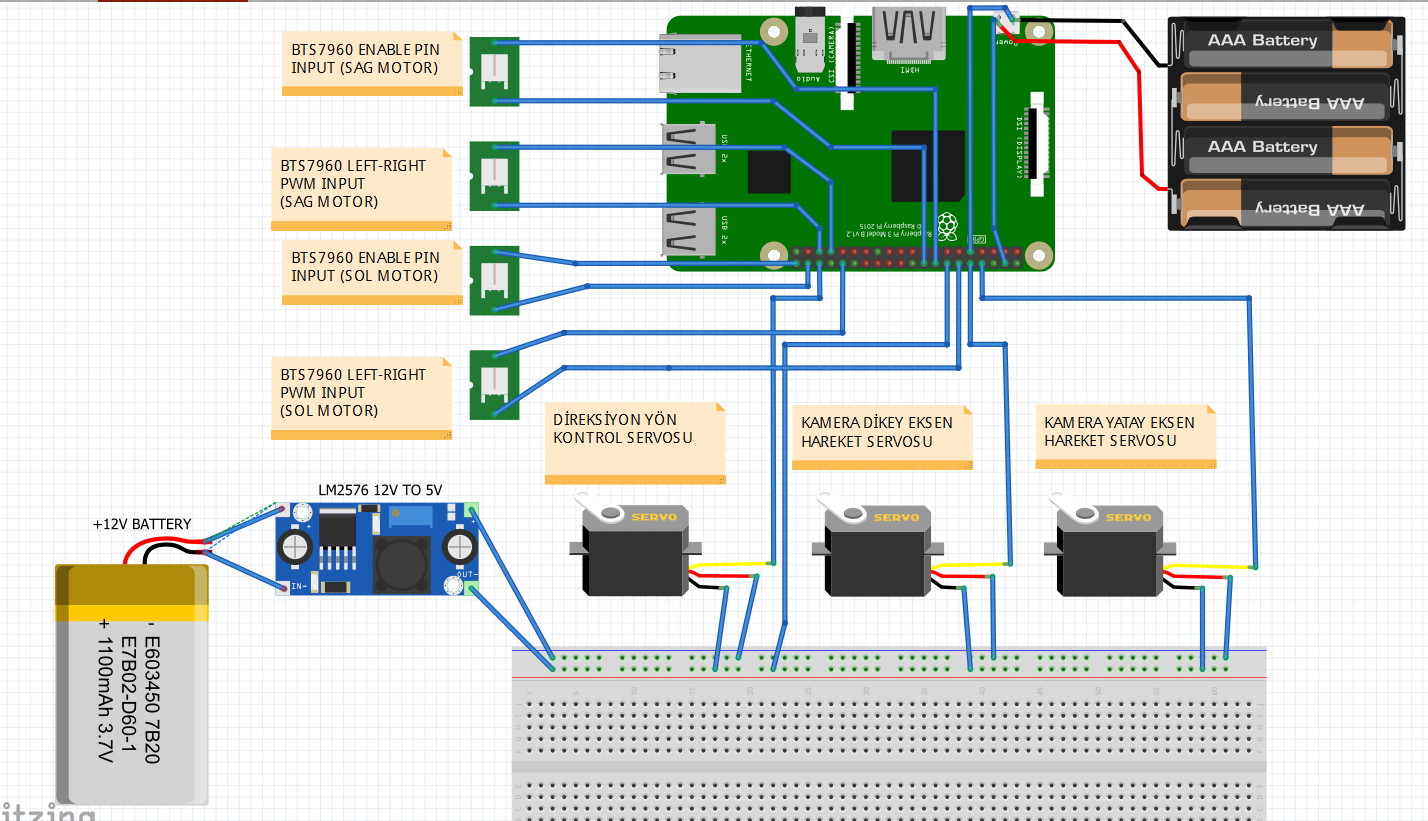 BTS7960 ENABLE PIN
INPUT (SAG MOTOR)
BTS7960 LEFT-RIGHT
PWM INPUT
(SAG MOTOR)
BTS7960 ENABLE PIN
INPUT (SOL MOTOR)
BTS7960 LEFT-RIGHT
PWM INPUT
(SOL MOTOR)
ETHERNET
Audio
CSI (CAMERA)
HDMI
Power
DSI (DISPLAY)
USB 2x
USB 2x
Raspberry Pi 3 Model B v1.2
© Raspberry Pi 2015
GPIO
AAA Battery
AAA Battery
AAA Battery
AAA Battery
DİREKSİYON YÖN
KONTROL SERVOSU
KAMERA DİKEY EKSEN
HAREKET SERVOSU
KAMERA YATAY EKSEN
HAREKET SERVOSU
LM2576 12V TO 5V
+12V BATTERY
IN-
OUT-
SERVO
SERVO
SERVO
- E603450 7B20
E7B02-D60-1
+ 1100mAh 3.7V
1 5 10 15 20 25 30 35 40 45 50 55 60
itzing